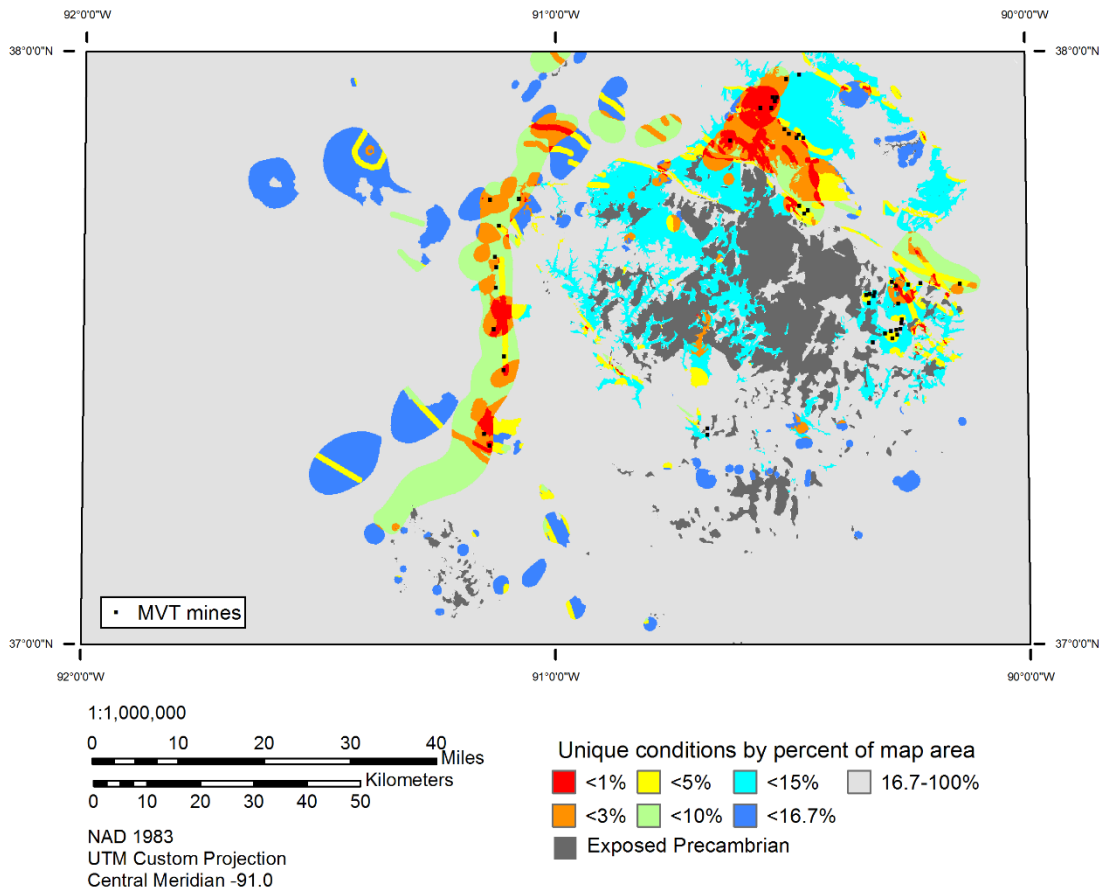 92°0'0"W 91°0'0"W 90°0'0"W
38°0'0"N 38°0'0"N
MVT mines
37°0'0"N 37°0'0"N
92°0'0"W 91°0'0"W 90°0'0"W
1:1,000,000
0 10 20 30 40 Miles
Kilometers
0 10 20 30 40 50
NAD 1983
UTM Custom Projection
Central Meridian -91.0
Unique conditions by percent of map area
<1% <5% <15% 16.7-100%
<3% <10% <16.7%
Exposed Precambrian